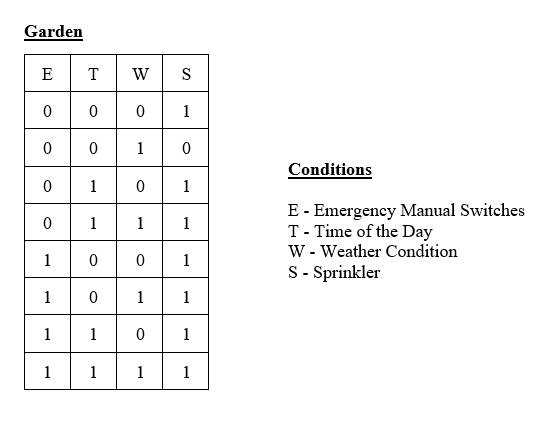 Garden
E T W S
0 0 0 1
0 0 1 0
0 1 0 1
0 1 1 1
1 0 0 1
1 0 1 1
1 1 0 1
1 1 1 1
Conditions
E - Emergency Manual Switches
T - Time of the Day
W - Weather Condition
S - Sprinkler